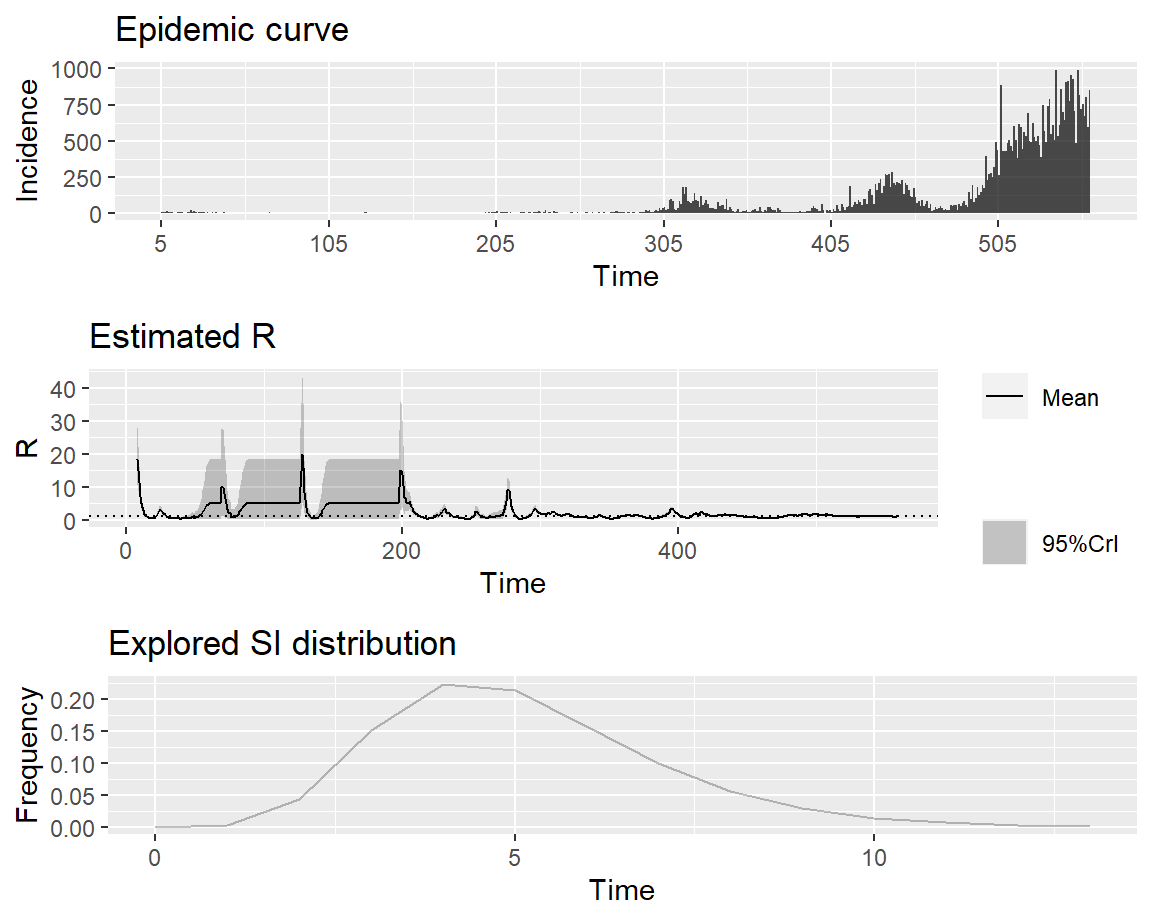 Epidemic curve
1000
750
500
250
0
Incidence
5 105 205 305 405 505
Time
Estimated R
40
30
20
10
0
R
0 200 400
Time
Mean
95%CrI
Explored SI distribution
0.20
0.15
0.10
0.05
0.00
Frequency
0 5 10
Time